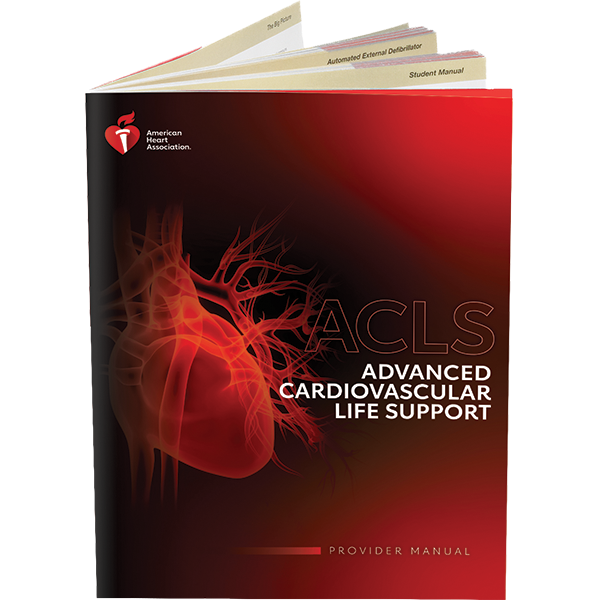 The Big Picture
Automated External Defibrillator
Student Manual
American
Heart
Association.
ACLS
ADVANCED
CARDIOVASCULAR
LIFE SUPPORT
PROVIDER MANUAL